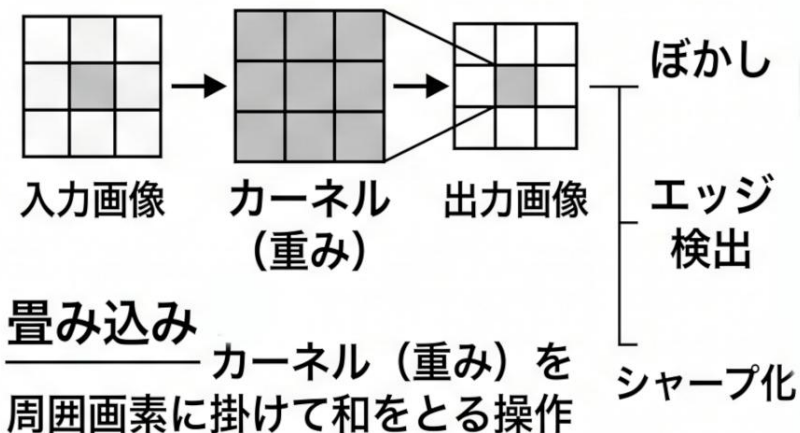 入力画像
カーネル
（重み）
出力画像
ぼかし
エッジ
検出
シャープ化
畳み込み
カーネル（重み）を
周囲画素に掛けて和をとる操作